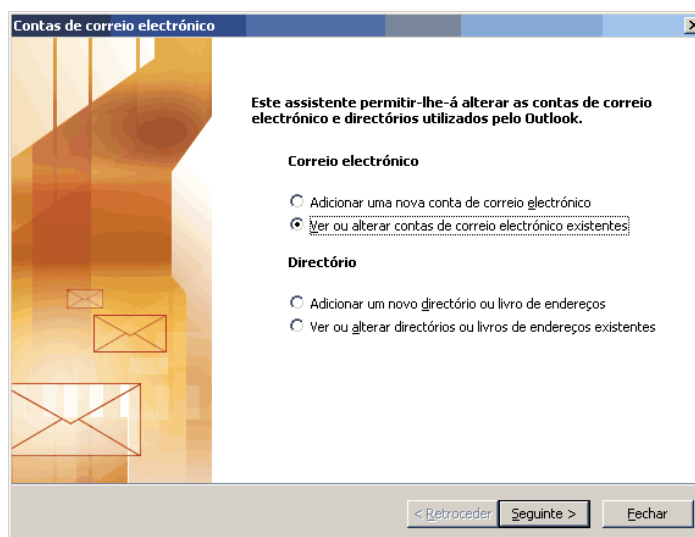 Contas de correio electrónico
Este assistente permitir-lhe-á alterar as contas de correio
electrónico e directórios utilizados pelo Outlook.
Correio electrónico
Adicionar uma nova conta de correio electrónico
Ver ou alterar contas de correio electrónico existentes
Directório
Adicionar um novo directório ou livro de endereços
Ver ou alterar directórios ou livros de endereços existentes
< Retroceder Seguinte > Fechar